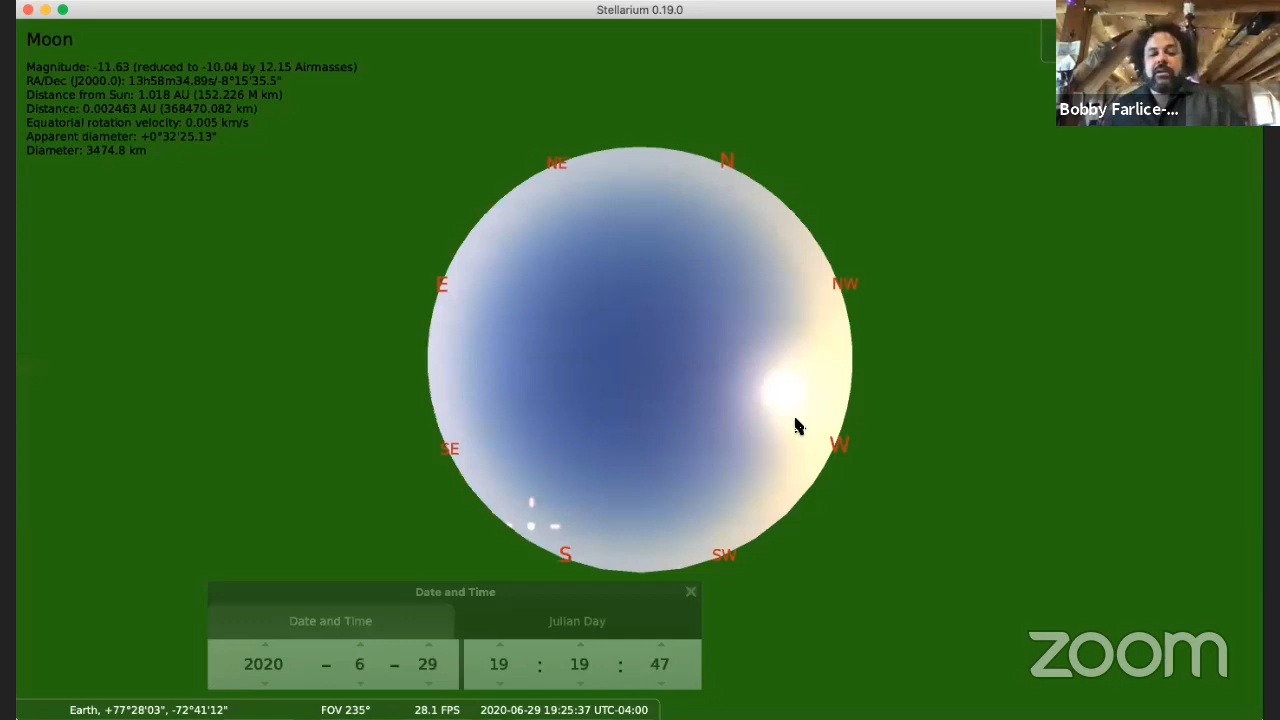 Stellarium 0.19.0
Moon
Magnitude: -11.63 (reduced to -10.04 by 12.15 Airmasses)
RA/Dec (J2000.0): 13h58m34.89s/-8°15'35.5"
Distance from Sun: 1.018 AU (152.226 M km)
Distance: 0.002463 AU (368470.082 km)
Equatorial rotation velocity: 0.005 km/s
Apparent diameter: +0°32'25.13"
Diameter: 3474.8 km
Bobby Farlice-...
NE
N
E
NW
SE
W
S
SW
Date and Time
Date and Time
Julian Day
2020 – 6 – 29
19 : 19 : 47
zoom
Earth, +77°28'03", -72°41'12"
FOV 235°
28.1 FPS
2020-06-29 19:25:37 UTC-04:00